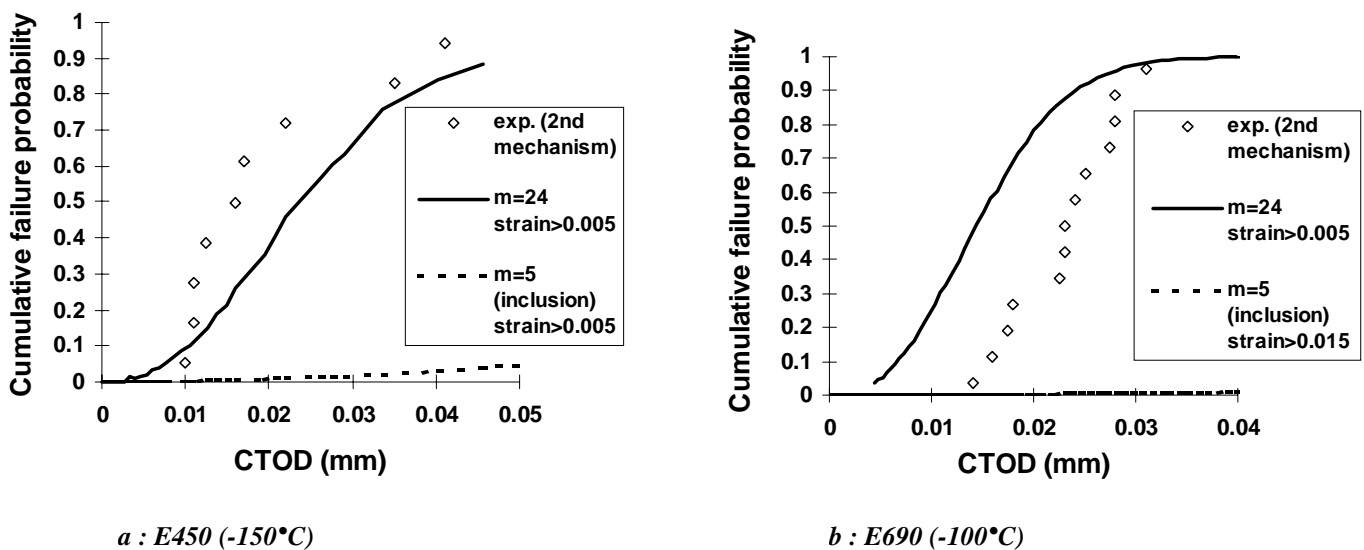 Cumulative failure probability
1
0.9
0.8
0.7
0.6
0.5
0.4
0.3
0.2
0.1
0
0
0.01
0.02
0.03
0.04
0.05
CTOD (mm)
exp. (2nd
mechanism)
m=24
strain>0.005
m=5
(inclusion)
strain>0.005
a : E450 (-150°C)
Cumulative failure probability
1
0.9
0.8
0.7
0.6
0.5
0.4
0.3
0.2
0.1
0
0
0.01
0.02
0.03
0.04
CTOD (mm)
exp. (2nd
mechanism)
m=24
strain>0.005
m=5
(inclusion)
strain>0.015
b : E690 (-100°C)